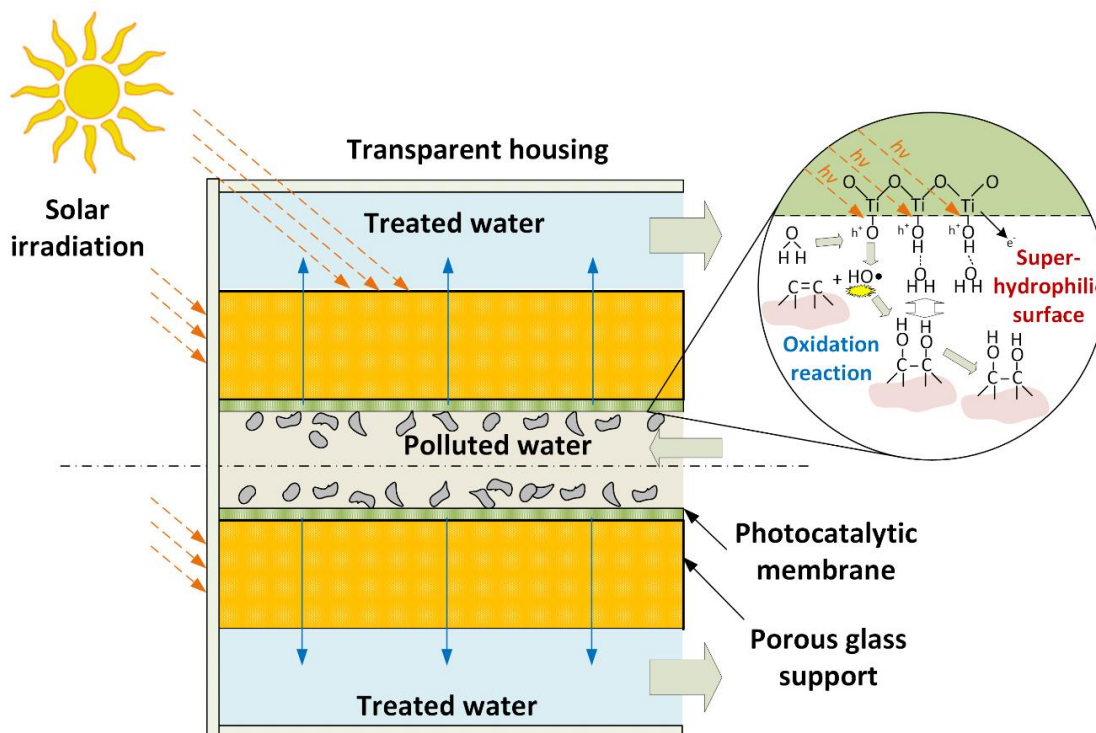 Solar
irradiation
Transparent housing
Treated water
Polluted water
Treated water
Photocatalytic
membrane
Porous glass
support
hν
hν
hν
O O O O
Ti Ti Ti
h⁺ O h⁺ O h⁺ O
H H
e⁻
O
H H
O
H H
O
H H
C=C + HO•
Super-
hydrophili
surface
Oxidation
reaction
H H
O O
C–C
H H
O O
C–C